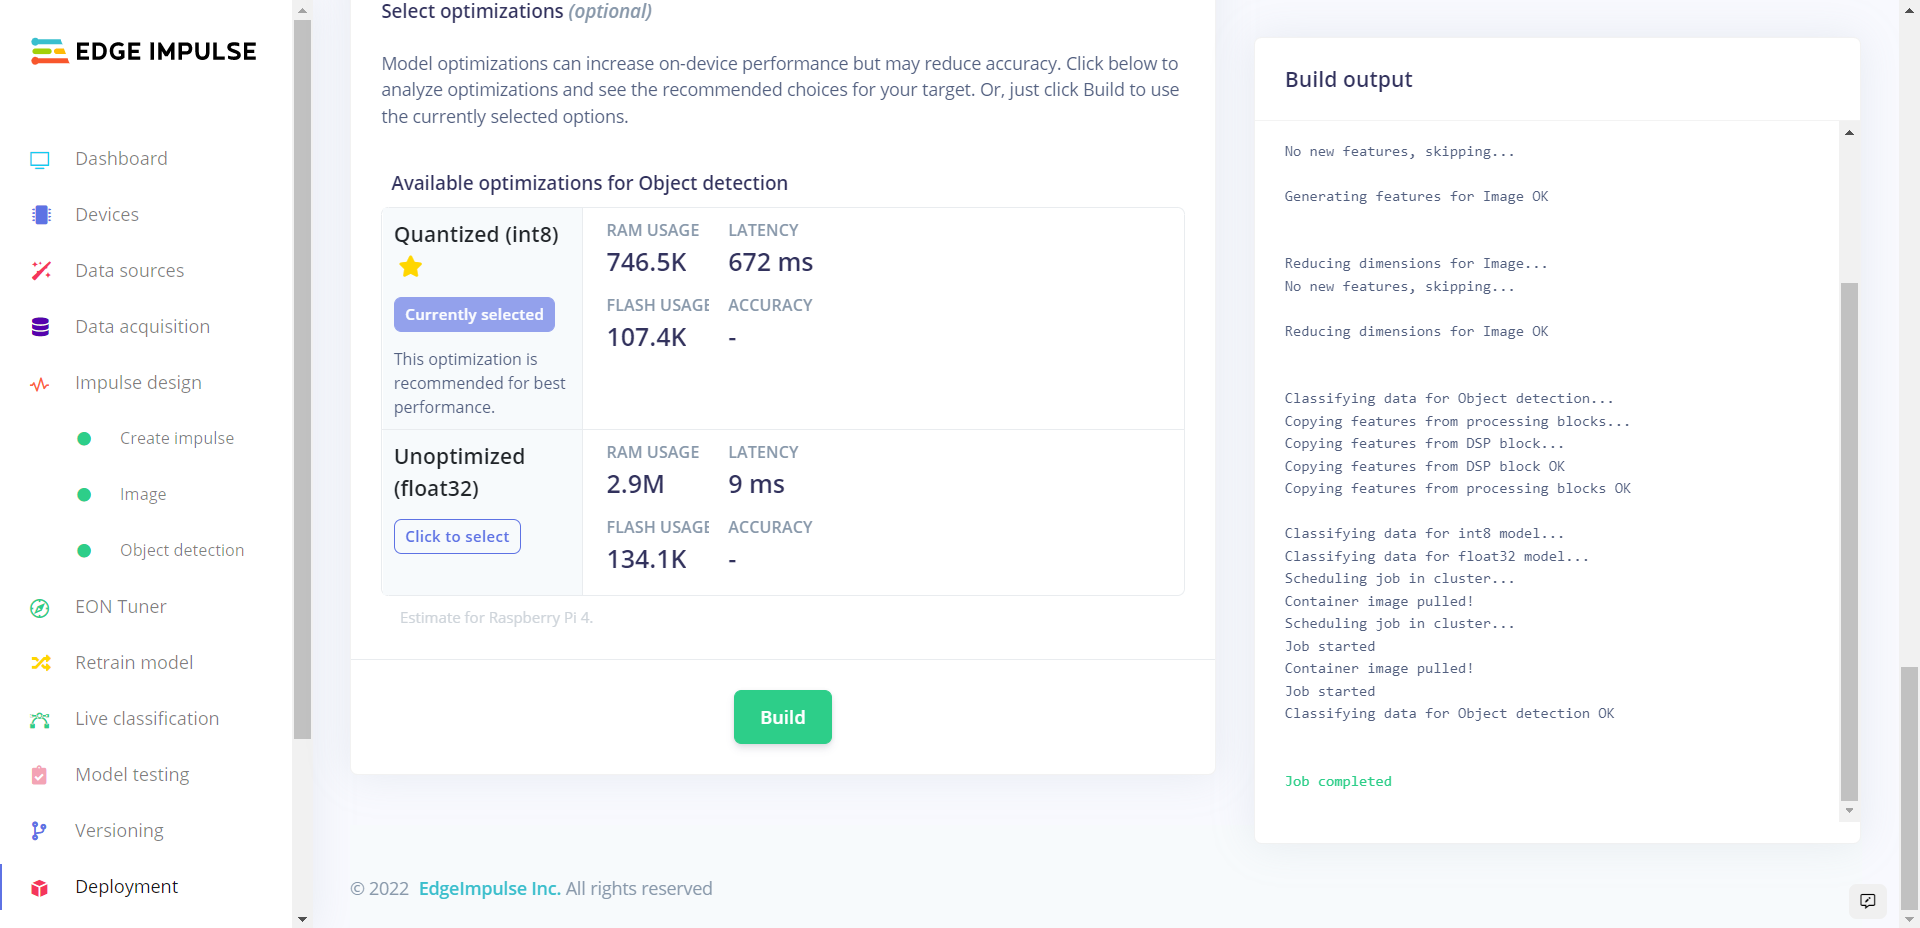 EDGE IMPULSE
Dashboard
Devices
Data sources
Data acquisition
Impulse design
Create impulse
Image
Object detection
EON Tuner
Retrain model
Live classification
Model testing
Versioning
Deployment
Select optimizations (optional)
Model optimizations can increase on-device performance but may reduce accuracy. Click below to
analyze optimizations and see the recommended choices for your target. Or, just click Build to use
the currently selected options.
Available optimizations for Object detection
Quantized (int8)
Currently selected
This optimization is
recommended for best
performance.
RAM USAGE LATENCY
746.5K 672 ms
FLASH USAGE ACCURACY
107.4K -
Unoptimized
(float32)
Click to select
RAM USAGE LATENCY
2.9M 9 ms
FLASH USAGE ACCURACY
134.1K -
Estimate for Raspberry Pi 4.
Build
© 2022 EdgeImpulse Inc. All rights reserved
Build output
No new features, skipping...
Generating features for Image OK
Reducing dimensions for Image...
No new features, skipping...
Reducing dimensions for Image OK
Classifying data for Object detection...
Copying features from processing blocks...
Copying features from DSP block...
Copying features from DSP block OK
Copying features from processing blocks OK
Classifying data for int8 model...
Classifying data for float32 model...
Scheduling job in cluster...
Container image pulled!
Scheduling job in cluster...
Job started
Container image pulled!
Job started
Classifying data for Object detection OK
Job completed